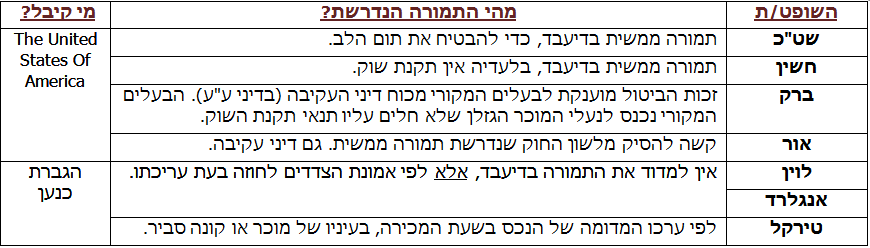 השופט/ת מהי התמורה הנדרשת? מי קיבל?
שט"כ תמורה ממשית בדיעבד, כדי להבטיח את תום הלב. The United
States Of
America
חשין תמורה ממשית בדיעבד, בלעדיה אין תקנת שוק.
ברק זכות הביטול מוענקת לבעלים המקורי מכוח דיני העקיבה (בדיני ע"ע). הבעלים
המקורי נכנס לנעלי המוכר הגזלן שלא חלים עליו תנאי תקנת השוק.
אור קשה להסיק מלשון החוק שנדרשת תמורה ממשית. גם דיני עקיבה.
לוין אין למדוד את התמורה בדיעבד, אלא לפי אמונת הצדדים לחוזה בעת עריכתו. הגברת
כנען
אנגלרד
טירקל לפי ערכו המדומה של הנכס בשעת המכירה, בעיניו של מוכר או קונה סביר.